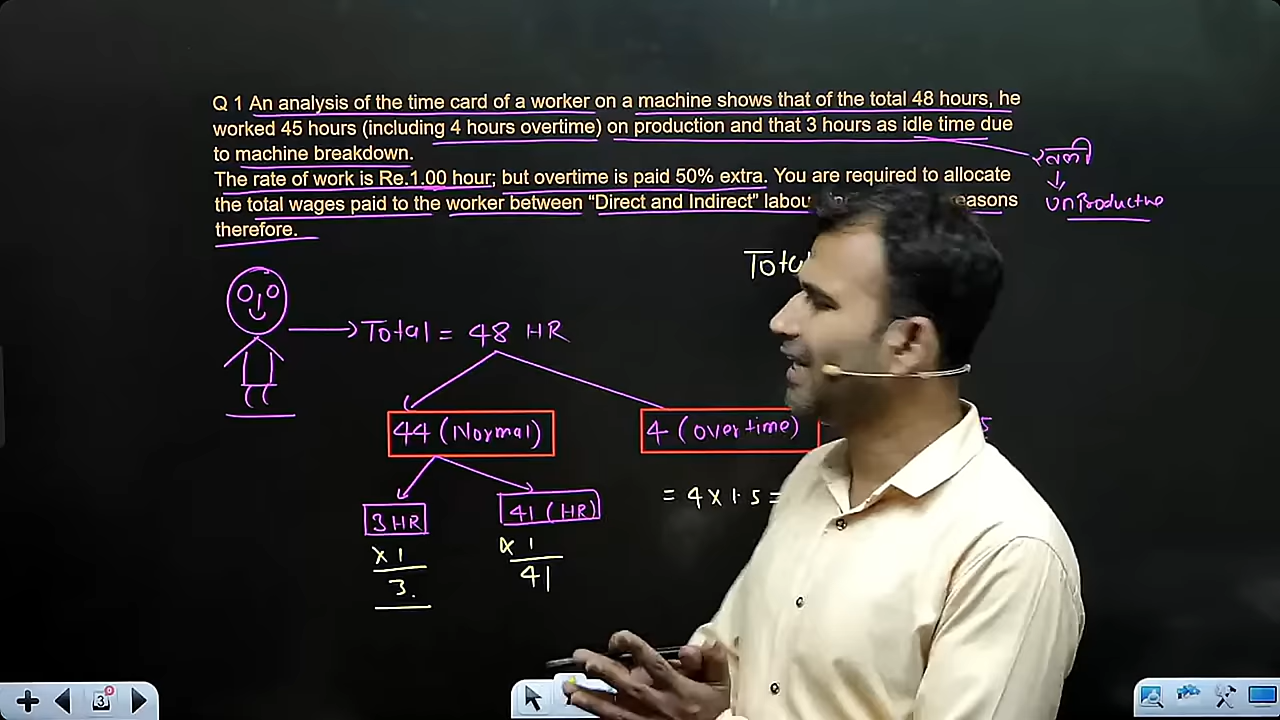 Q 1 An analysis of the time card of a worker on a machine shows that of the total 48 hours, he
worked 45 hours (including 4 hours overtime) on production and that 3 hours as idle time due
to machine breakdown.
The rate of work is Re.1.00 hour; but overtime is paid 50% extra. You are required to allocate
the total wages paid to the worker between “Direct and Indirect” labou
therefore.
खाली
↓
Unproductive
Total
Total = 48 HR
44 (Normal)
4 (overtime)
5
3 HR
41 (HR)
= 4 X 1.5 =
X 1
X 1
3.
41
3